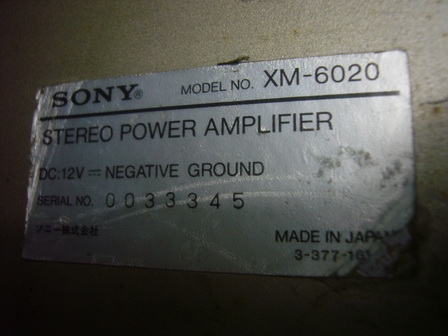 SONY® MODEL NO. XM-6020
STEREO POWER AMPLIFIER
DC:12V ⎓ NEGATIVE GROUND
SERIAL NO. 0033345
ソニー株式会社 MADE IN JAPAN